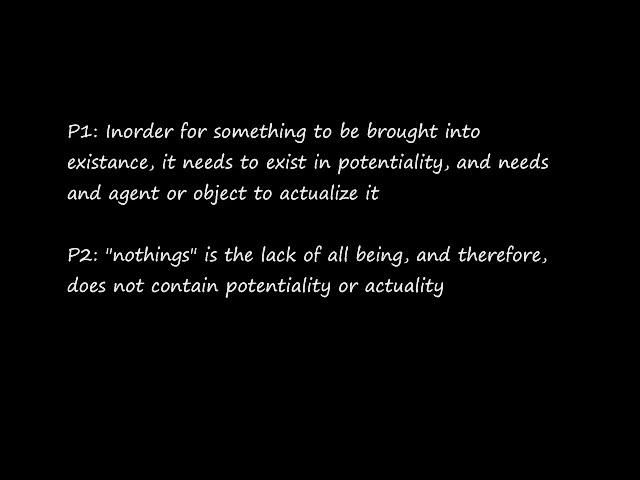 P1: Inorder for something to be brought into
existance, it needs to exist in potentiality, and needs
and agent or object to actualize it
P2: "nothings" is the lack of all being, and therefore,
does not contain potentiality or actuality